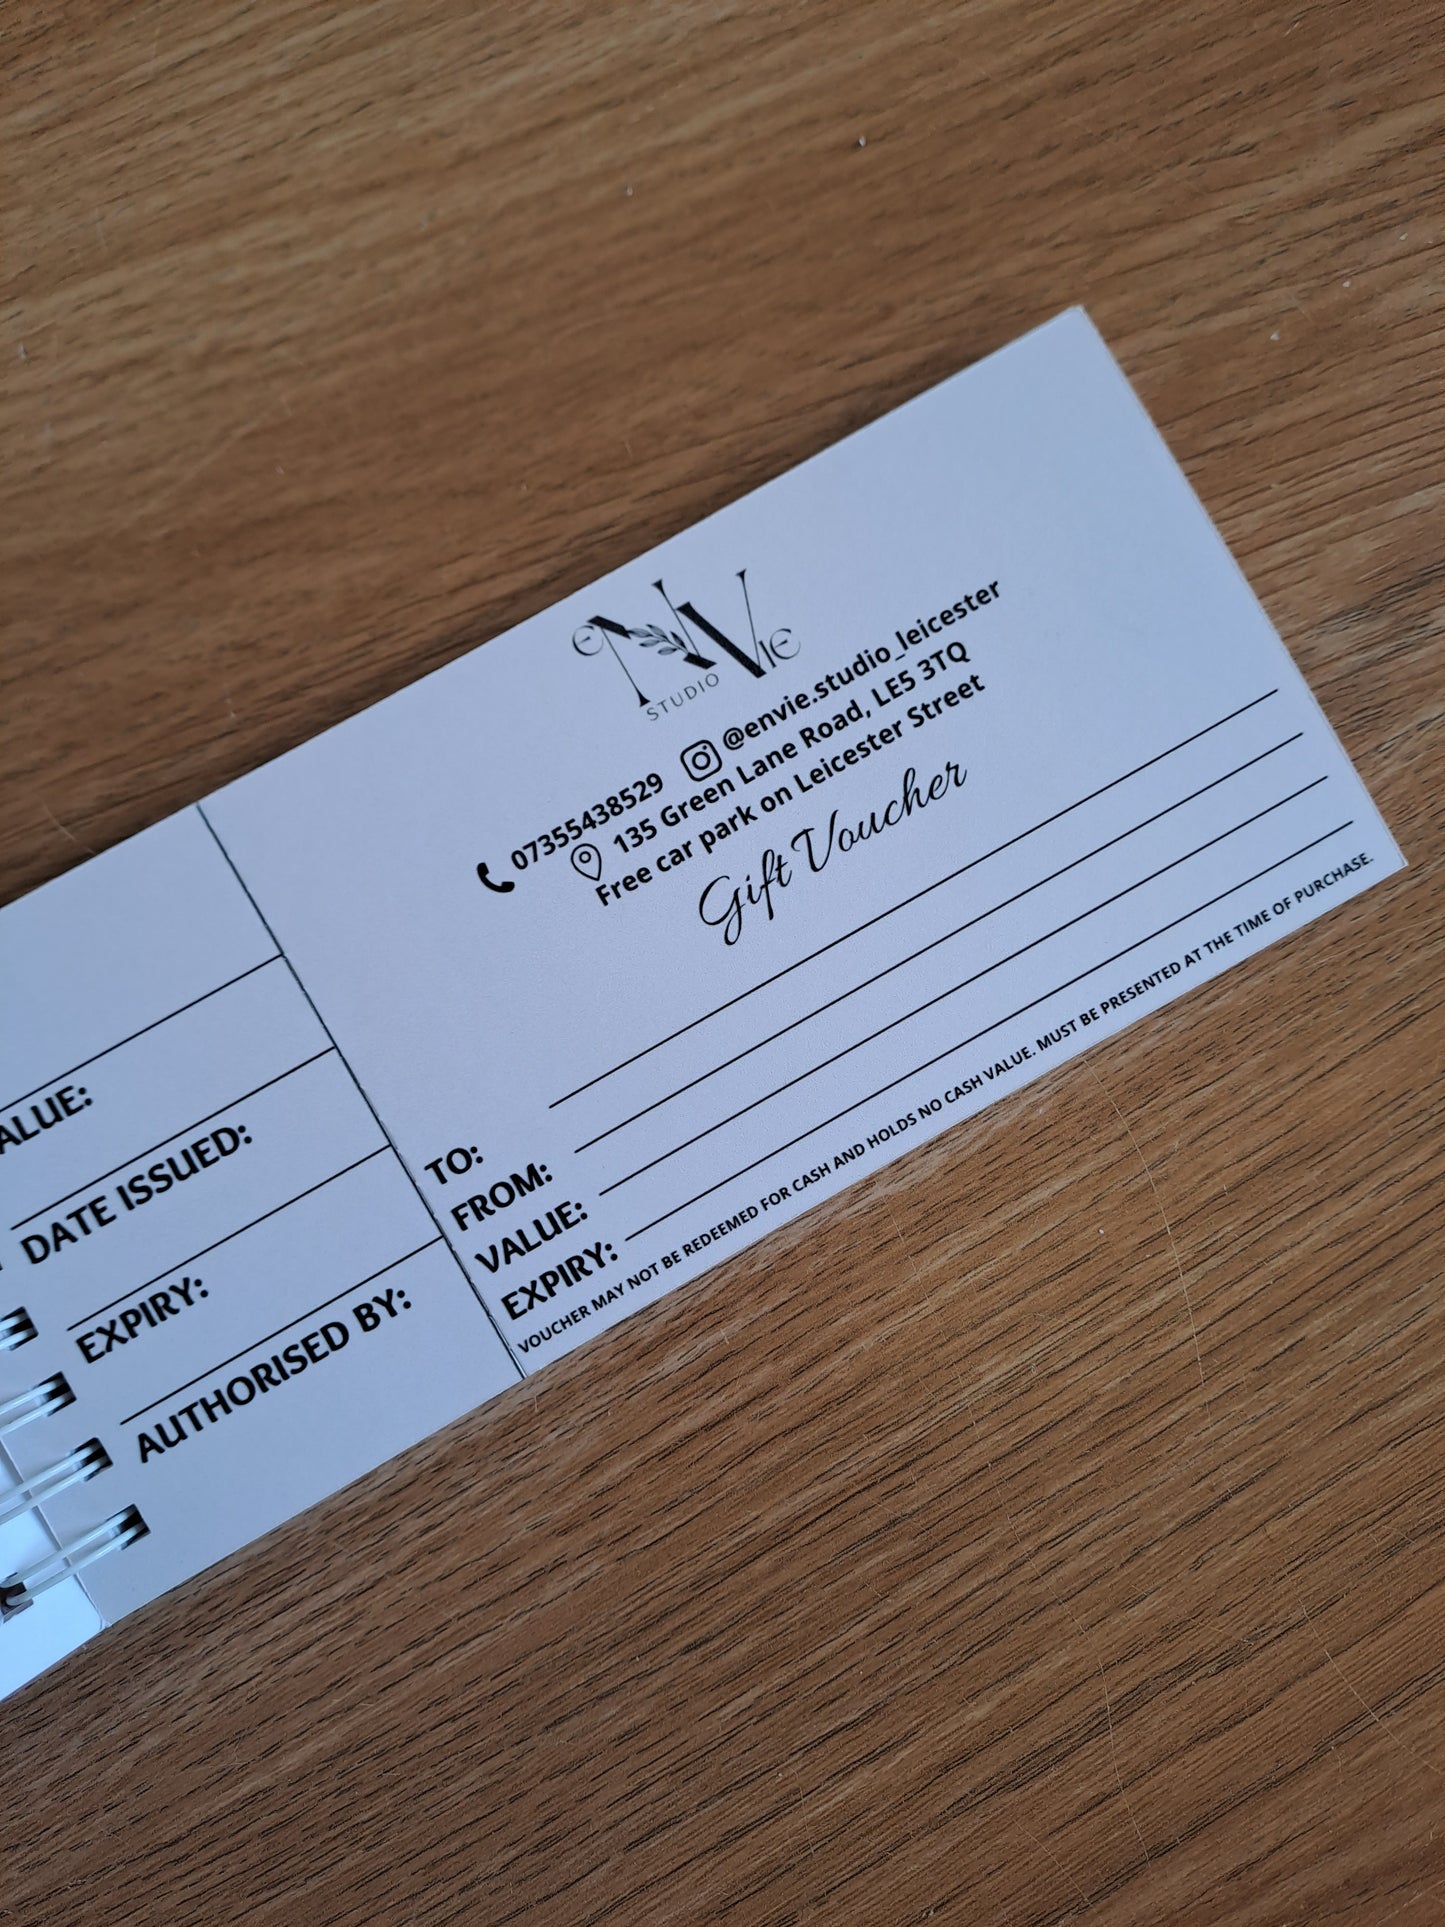 ALUE:
DATE ISSUED:
EXPIRY:
AUTHORISED BY:
eNVie
STUDIO
07355438529 @envie.studio_leicester
135 Green Lane Road, LE5 3TQ
Free car park on Leicester Street
Gift Voucher
TO:
FROM:
VALUE:
EXPIRY:
VOUCHER MAY NOT BE REDEEMED FOR CASH AND HOLDS NO CASH VALUE. MUST BE PRESENTED AT THE TIME OF PURCHASE.